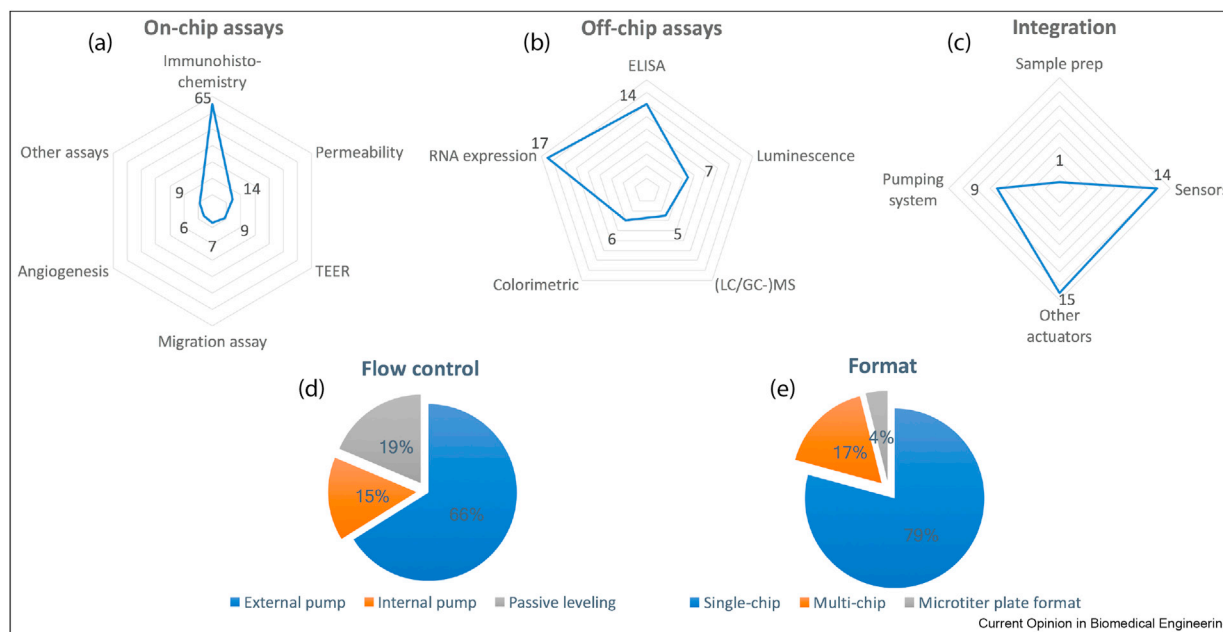 (a)
On-chip assays
Immunohisto-
chemistry
65
Other assays
Permeability
9
14
6
9
7
Angiogenesis
TEER
Migration assay
(b)
Off-chip assays
ELISA
14
17
RNA expression
Luminescence
7
6
5
Colorimetric
(LC/GC-)MS
(c)
Integration
Sample prep
1
14
Pumping
system
9
Sensors
15
Other
actuators
(d)
Flow control
19%
15%
66%
External pump Internal pump Passive leveling
(e)
Format
4%
17%
79%
Single-chip Multi-chip Microtiter plate format
Current Opinion in Biomedical Engineerin